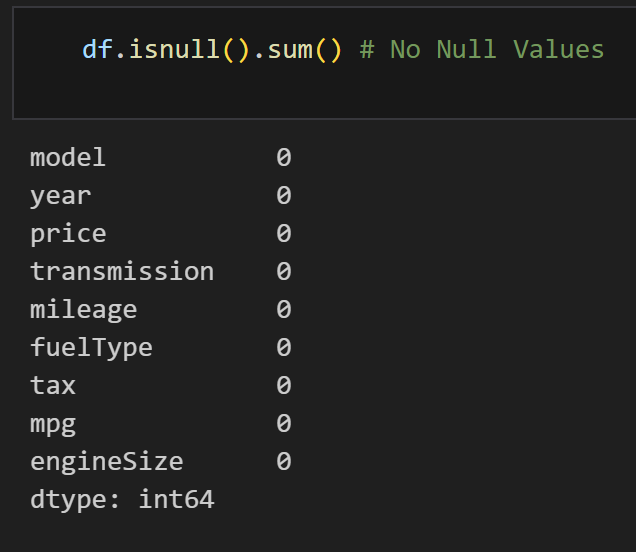 df.isnull().sum() # No Null Values
model 0
year 0
price 0
transmission 0
mileage 0
fuelType 0
tax 0
mpg 0
engineSize 0
dtype: int64